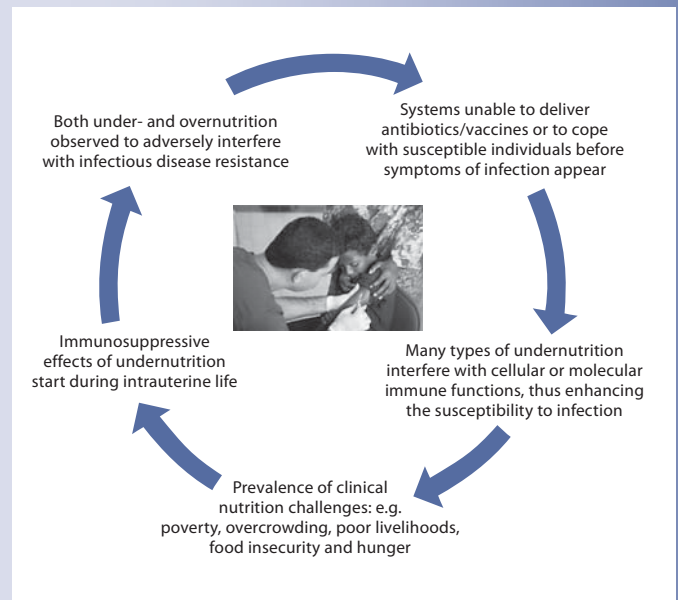 Both under- and overnutrition
observed to adversely interfere
with infectious disease resistance
Systems unable to deliver
antibiotics/vaccines or to cope
with susceptible individuals before
symptoms of infection appear
Many types of undernutrition
interfere with cellular or molecular
immune functions, thus enhancing
the susceptibility to infection
Prevalence of clinical
nutrition challenges: e.g.
poverty, overcrowding, poor livelihoods,
food insecurity and hunger
Immunosuppressive
effects of undernutrition
start during intrauterine life